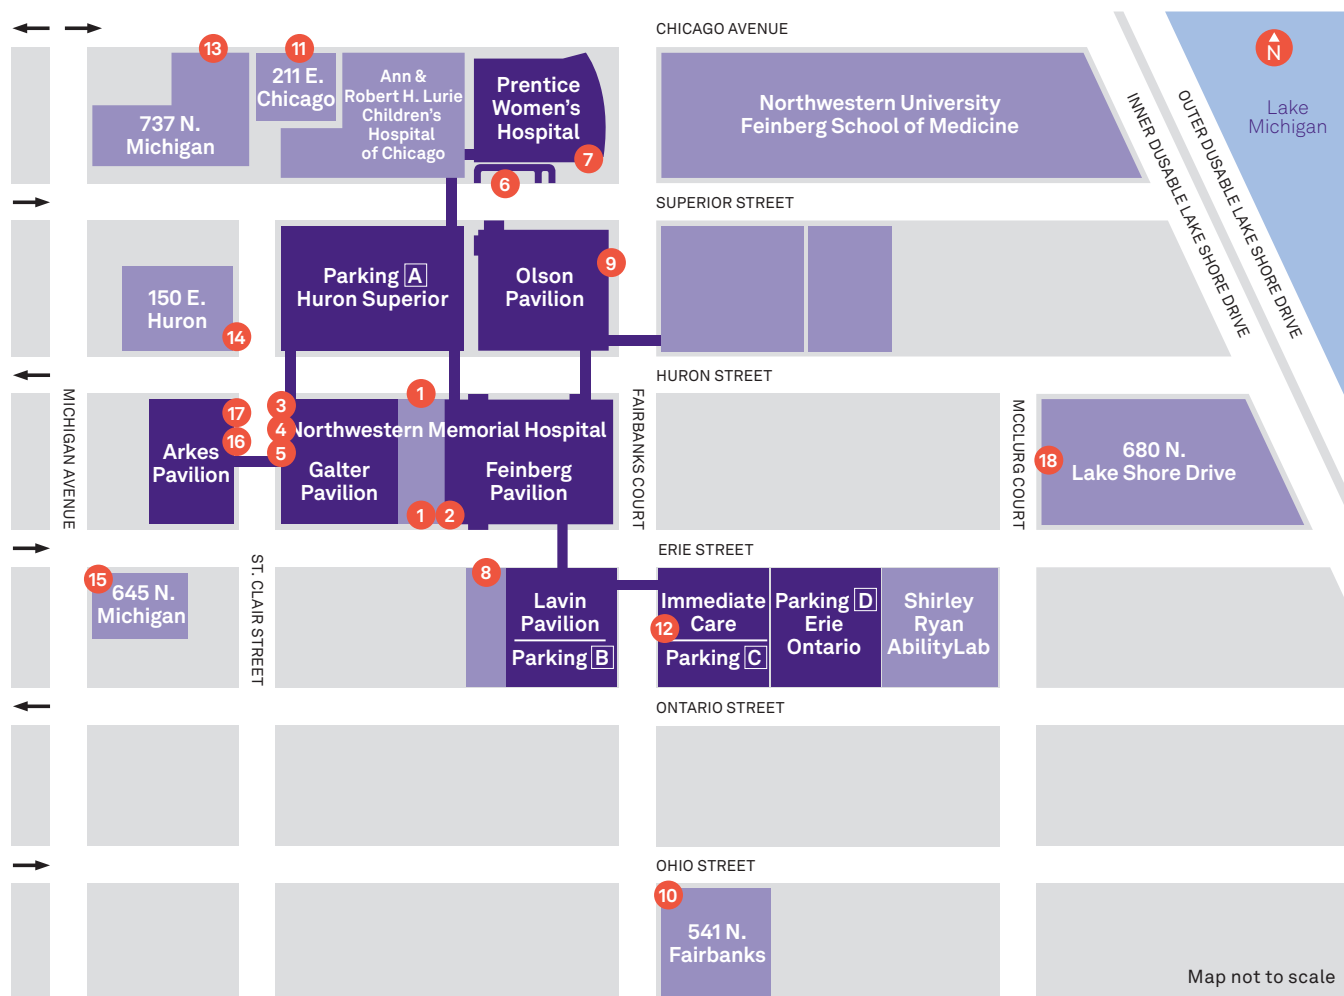 CHICAGO AVENUE
13
11
211 E.
Chicago
737 N.
Michigan
Ann &
Robert H. Lurie
Children's
Hospital
of Chicago
Prentice
Women's
Hospital
7
6
Northwestern University
Feinberg School of Medicine
INNER DUSABLE LAKE SHORE DRIVE
OUTER DUSABLE LAKE SHORE DRIVE
N
Lake
Michigan
SUPERIOR STREET
150 E.
Huron
14
Parking A
Huron Superior
Olson
Pavilion
9
HURON STREET
MICHIGAN AVENUE
17
16
Arkes
Pavilion
3
4
5
1
Northwestern Memorial Hospital
Galter
Pavilion
Feinberg
Pavilion
1
2
FAIRBANKS COURT
MCCLURG COURT
18
680 N.
Lake Shore Drive
ERIE STREET
15
645 N.
Michigan
ST. CLAIR STREET
8
Lavin
Pavilion
Parking B
Immediate
Care
12
Parking C
Parking D
Erie
Ontario
Shirley
Ryan
AbilityLab
ONTARIO STREET
OHIO STREET
10
541 N.
Fairbanks
Map not to scale